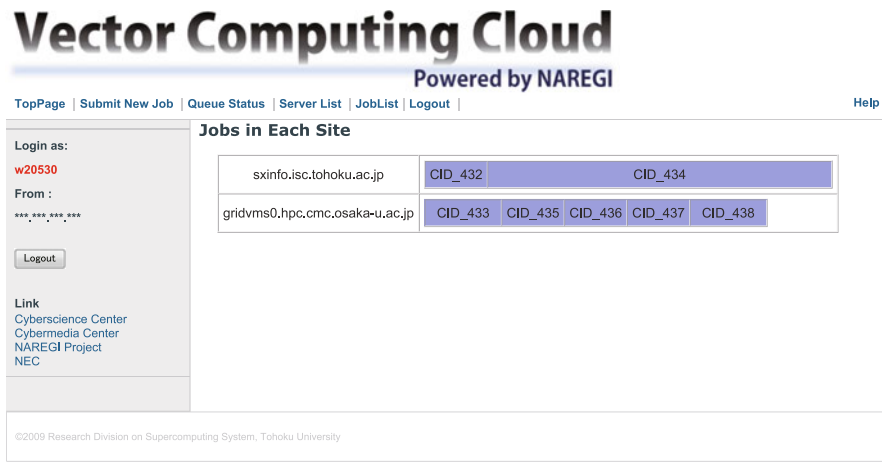 Vector Computing Cloud
Powered by NAREGI
TopPage | Submit New Job | Queue Status | Server List | JobList | Logout | Help
Login as:
w20530
From :
***.***.***.***
Logout
Link
Cyberscience Center
Cybermedia Center
NAREGI Project
NEC
Jobs in Each Site
sxinfo.isc.tohoku.ac.jp CID_432 CID_434
gridvms0.hpc.cmc.osaka-u.ac.jp CID_433 CID_435 CID_436 CID_437 CID_438
©2009 Research Division on Supercomputing System, Tohoku University